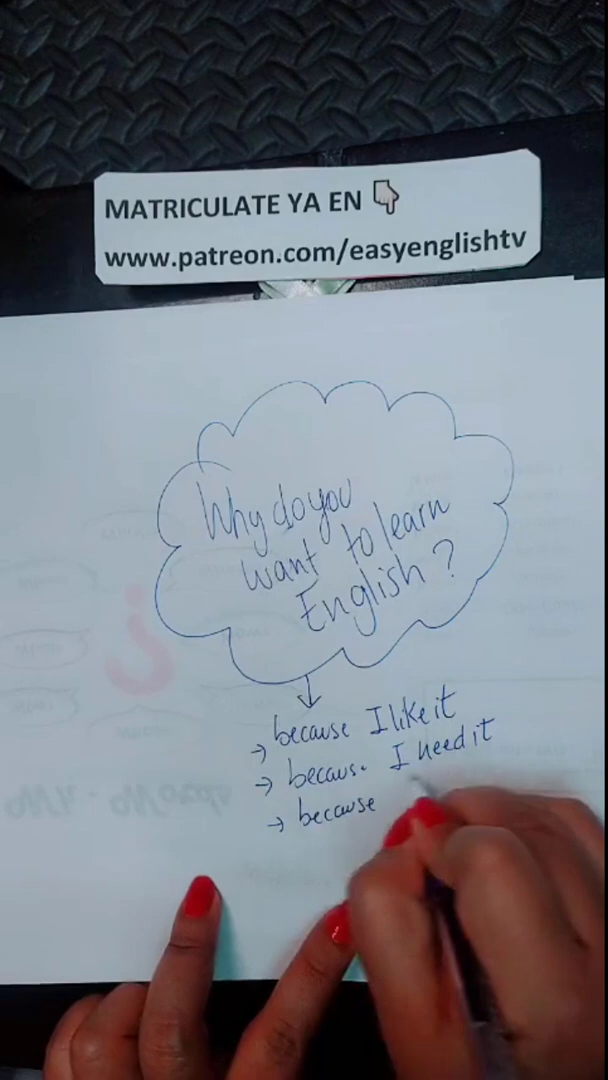 MATRICULATE YA EN
www.patreon.com/easyenglishtv
Why do you
want to learn
English?
→ because I like it
→ because I need it
→ because